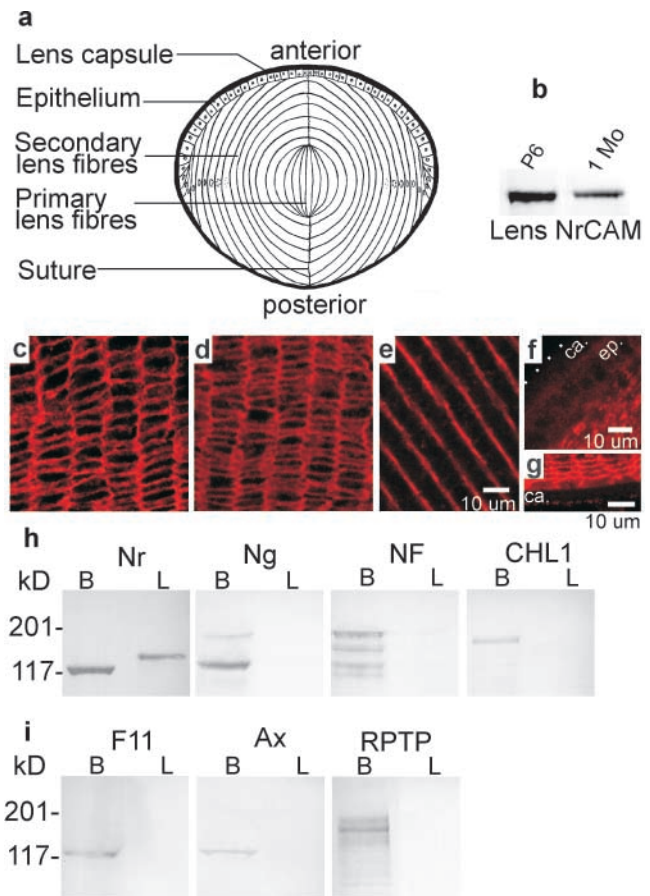 a
anterior
Lens capsule
Epithelium
Secondary
lens fibres
Primary
lens fibres
Suture
posterior
b
P6 1 Mo
Lens NrCAM
c d e f
ca. ep.
10 um
10 um
g
ca.
10 um
h
Nr Ng NF CHL1
kD B L B L B L B L
201-
117-
i
F11 Ax RPTP
kD B L B L B L
201-
117-